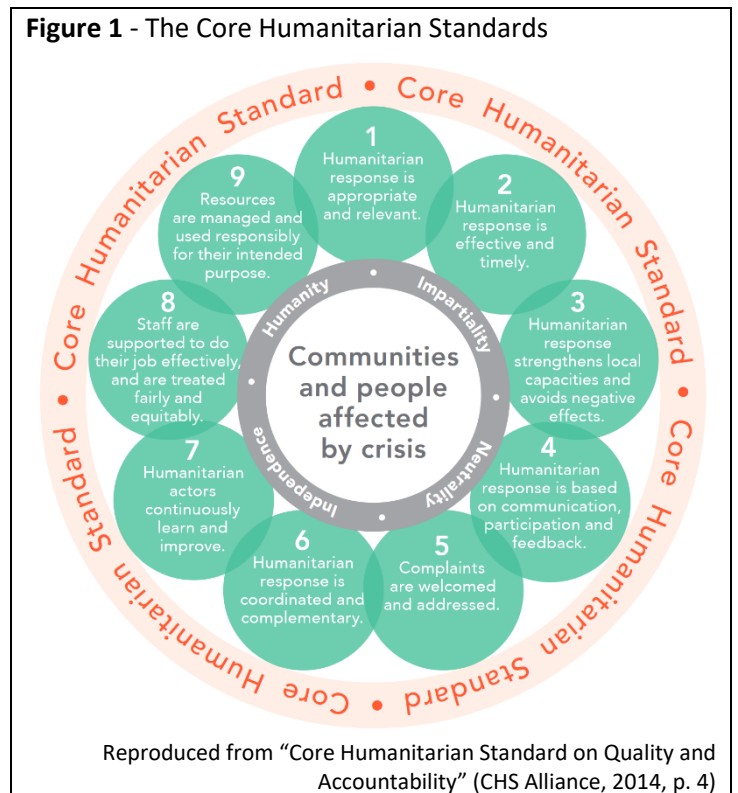 Figure 1 - The Core Humanitarian Standards
Core Humanitarian Standard • Core Humanitarian Standard • Core Humanitarian Standard • Core Humanitarian Standard • Core Humanitarian Standard •
1
Humanitarian
response is
appropriate
and relevant.
2
Humanitarian
response is
effective and
timely.
3
Humanitarian
response
strengthens local
capacities and
avoids negative
effects.
4
Humanitarian
response is based
on communication,
participation and
feedback.
5
Complaints
are welcomed
and addressed.
6
Humanitarian
response is
coordinated and
complementary.
7
Humanitarian
actors
continuously
learn and
improve.
8
Staff are
supported to do
their job effectively,
and are treated
fairly and
equitably.
9
Resources
are managed and
used responsibly
for their intended
purpose.
Humanity
Impartiality
Neutrality
Independence
Communities
and people
affected
by crisis
Reproduced from “Core Humanitarian Standard on Quality and
Accountability” (CHS Alliance, 2014, p. 4)